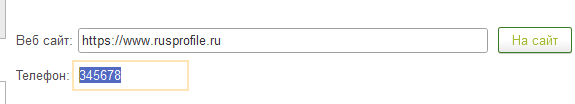 Веб сайт: https://www.rusprofile.ru На сайт
Телефон: 345678